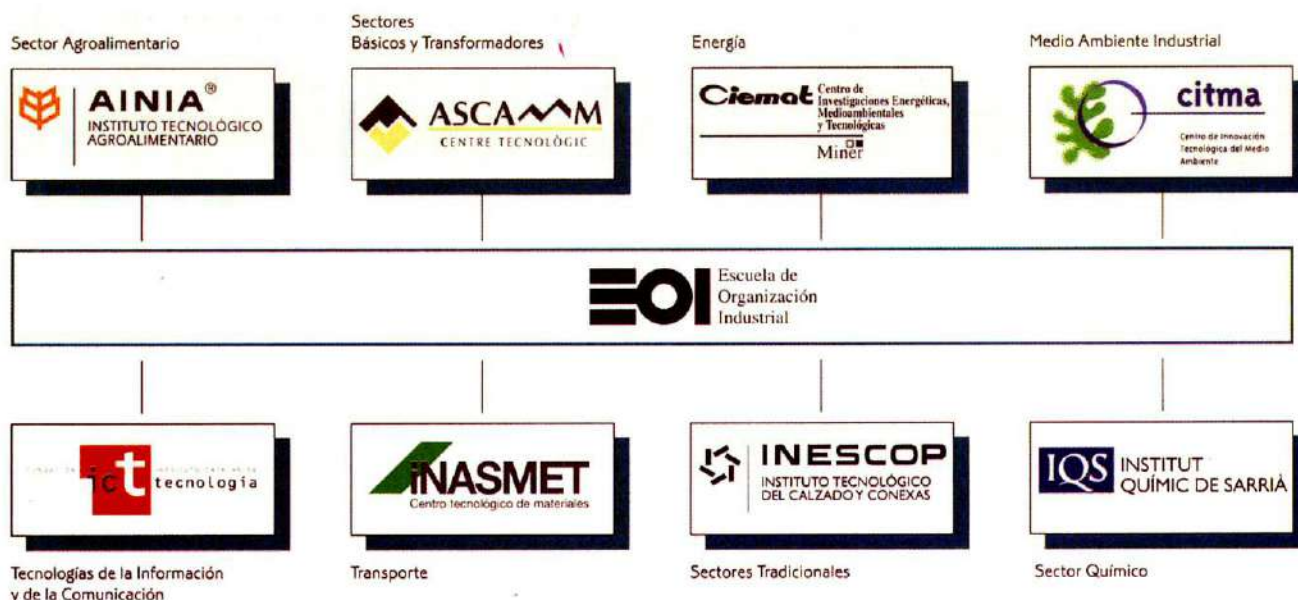 Sector Agroalimentario
Sectores
Básicos y Transformadores
Energía
Medio Ambiente Industrial
AINIA®
INSTITUTO TECNOLÓGICO
AGROALIMENTARIO
ASCAMM
CENTRE TECNOLÒGIC
Ciemat
Centro de
Investigaciones Energéticas,
Medioambientales
y Tecnológicas
Miner
citma
Centro de Innovación
Tecnológica del Medio
Ambiente
EOI
Escuela de
Organización
Industrial
ict
tecnología
iNASMET
Centro tecnológico de materiales
INESCOP
INSTITUTO TECNOLÓGICO
DEL CALZADO Y CONEXAS
IQS
INSTITUT
QUÍMIC DE SARRIÀ
Tecnologías de la Información
y de la Comunicación
Transporte
Sectores Tradicionales
Sector Químico